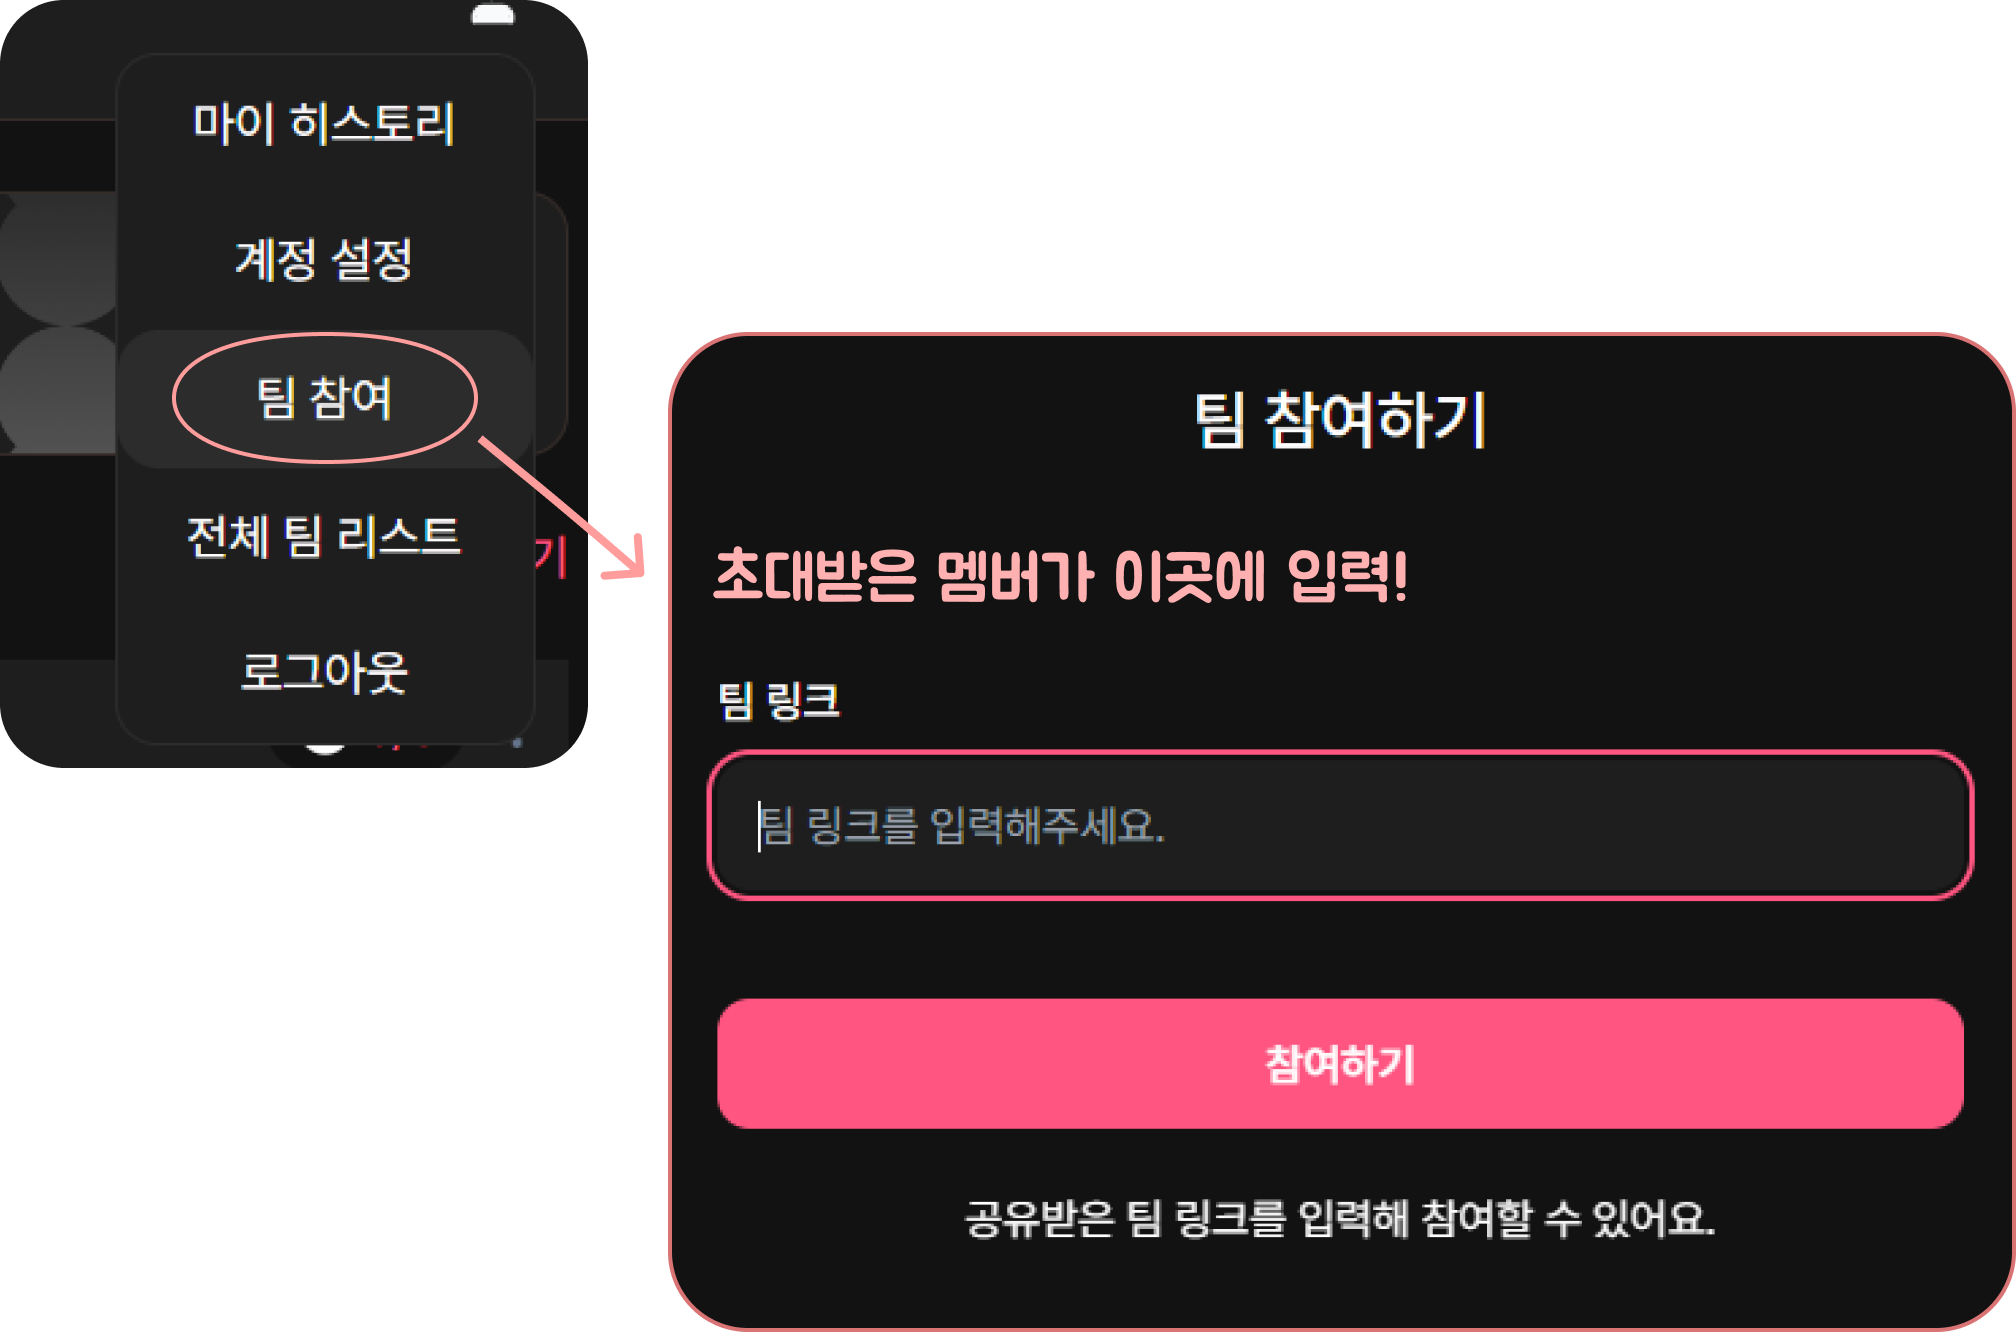 마이 히스토리
계정 설정
팀 참여
전체 팀 리스트
로그아웃
기
팀 참여하기
초대받은 멤버가 이곳에 입력!
팀 링크
팀 링크를 입력해주세요.
참여하기
공유받은 팀 링크를 입력해 참여할 수 있어요.